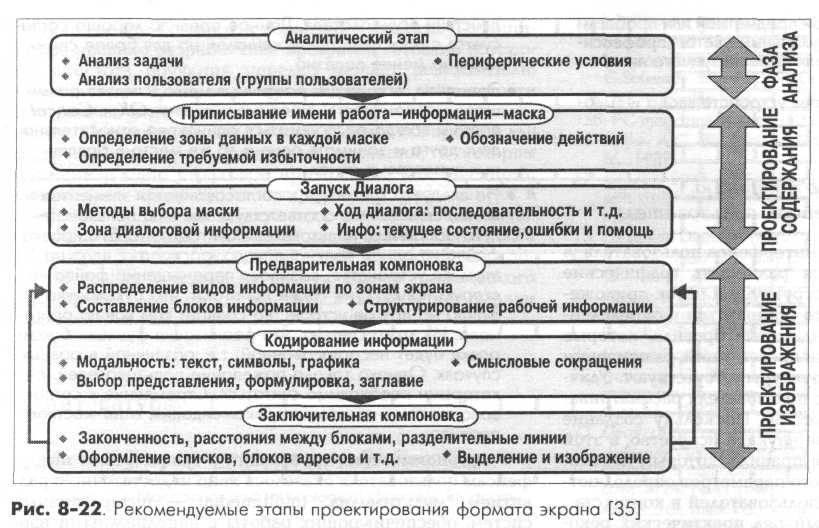 Аналитический этап
Анализ задачи
Периферические условия
Анализ пользователя (группы пользователей)
Приписывание имени работа—информация—маска
Определение зоны данных в каждой маске
Обозначение действий
Определение требуемой избыточности
Запуск Диалога
Методы выбора маски
Ход диалога: последовательность и т.д.
Зона диалоговой информации
Инфо: текущее состояние,ошибки и помощь
Предварительная компоновка
Распределение видов информации по зонам экрана
Составление блоков информации
Структурирование рабочей информации
Кодирование информации
Модальность: текст, символы, графика
Смысловые сокращения
Выбор представления, формулировка, заглавие
Заключительная компоновка
Законченность, расстояния между блоками, разделительные линии
Оформление списков, блоков адресов и т.д.
Выделение и изображение
ФАЗА
АНАЛИЗА
ПРОЕКТИРОВАНИЕ
СОДЕРЖАНИЯ
ПРОЕКТИРОВАНИЕ
ИЗОБРАЖЕНИЯ
Рис. 8–22. Рекомендуемые этапы проектирования формата экрана [35]